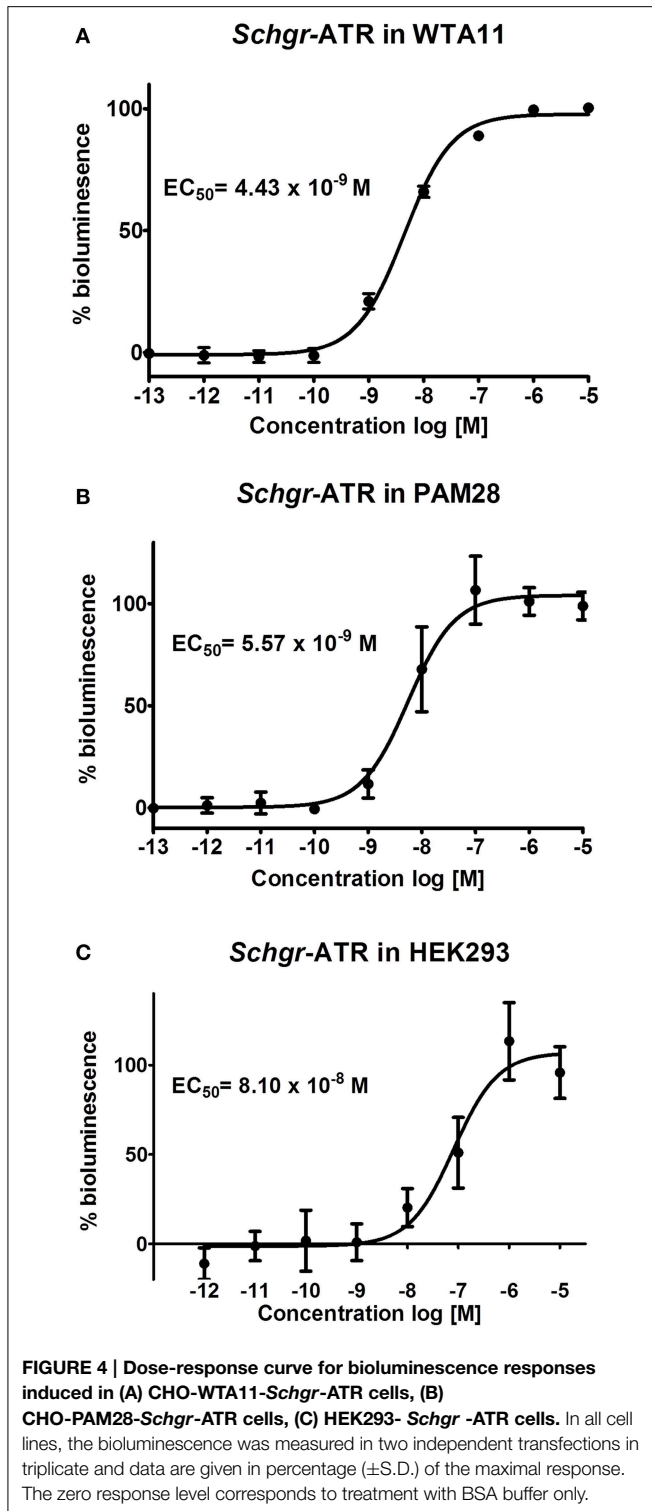 A
Schgr-ATR in WTA11
100
50
0
% bioluminesence
EC50= 4.43 x 10-9 M
-13 -12 -11 -10 -9 -8 -7 -6 -5
Concentration log [M]
B
Schgr-ATR in PAM28
100
50
0
% bioluminescence
EC50= 5.57 x 10-9 M
-13 -12 -11 -10 -9 -8 -7 -6 -5
Concentration log [M]
C
Schgr-ATR in HEK293
100
50
0
% bioluminescence
EC50= 8.10 x 10-8 M
-12 -11 -10 -9 -8 -7 -6 -5
Concentration log [M]
FIGURE 4 | Dose-response curve for bioluminescence responses
induced in (A) CHO-WTA11-Schgr-ATR cells, (B)
CHO-PAM28-Schgr-ATR cells, (C) HEK293- Schgr -ATR cells. In all cell
lines, the bioluminescence was measured in two independent transfections in
triplicate and data are given in percentage (±S.D.) of the maximal response.
The zero response level corresponds to treatment with BSA buffer only.